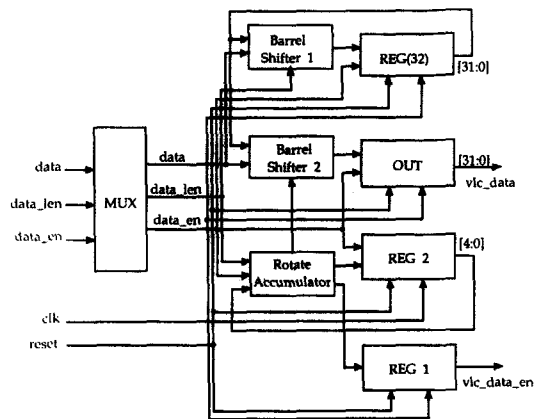 Barrel
Shifter 1
REG(32)
[31:0]
data
data_len
data_en
MUX
data
data_len
data_en
Barrel
Shifter 2
OUT
[31:0]
vlc_data
Rotate
Accumulator
REG 2
[4:0]
clk
reset
REG 1
vlc_data_en